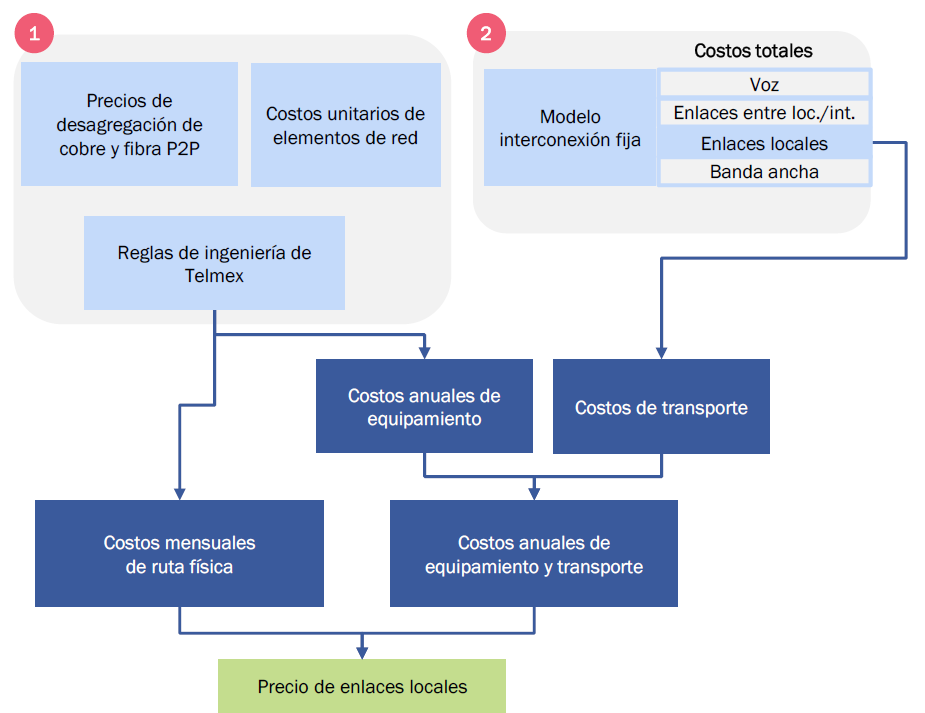 1
Precios de
desagregación de
cobre y fibra P2P
Costos unitarios de
elementos de red
Reglas de ingeniería de
Telmex
2
Costos totales
Modelo
interconexión fija
Voz
Enlaces entre loc./int.
Enlaces locales
Banda ancha
Costos anuales de
equipamiento
Costos de transporte
Costos mensuales
de ruta física
Costos anuales de
equipamiento y transporte
Precio de enlaces locales